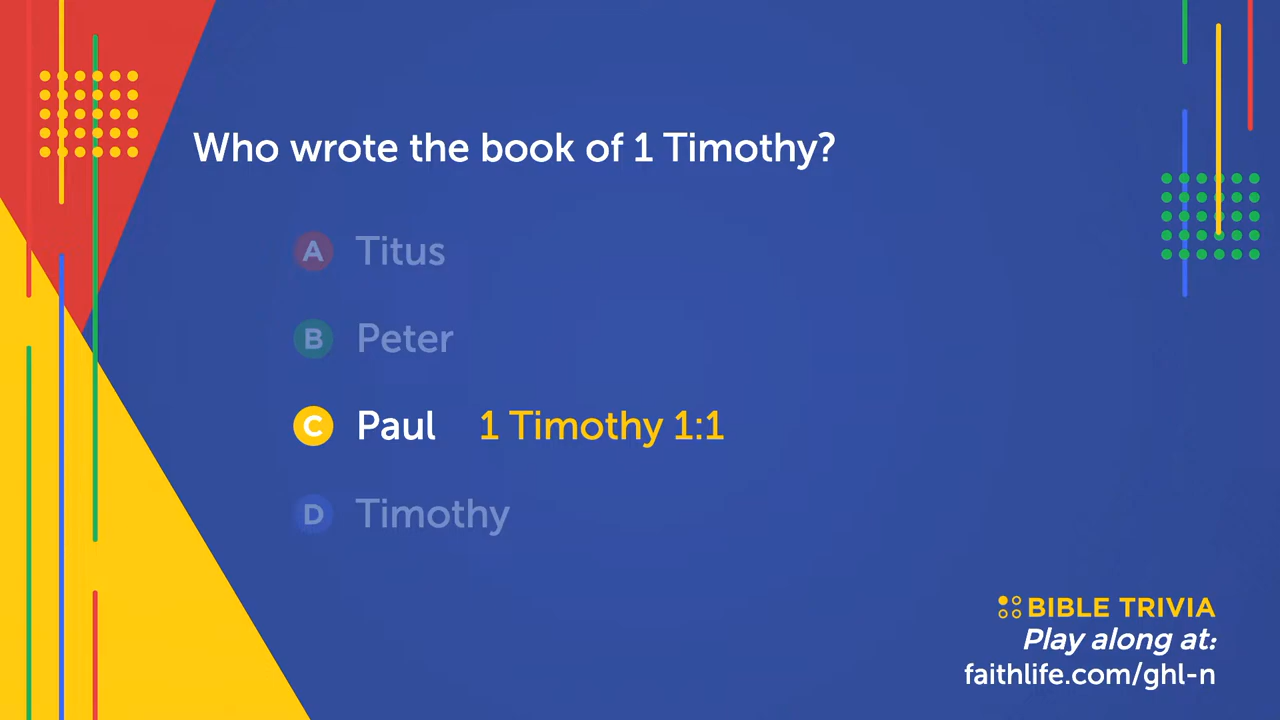 Who wrote the book of 1 Timothy?
A Titus
B Peter
C Paul 1 Timothy 1:1
D Timothy
BIBLE TRIVIA
Play along at:
faithlife.com/ghl-n